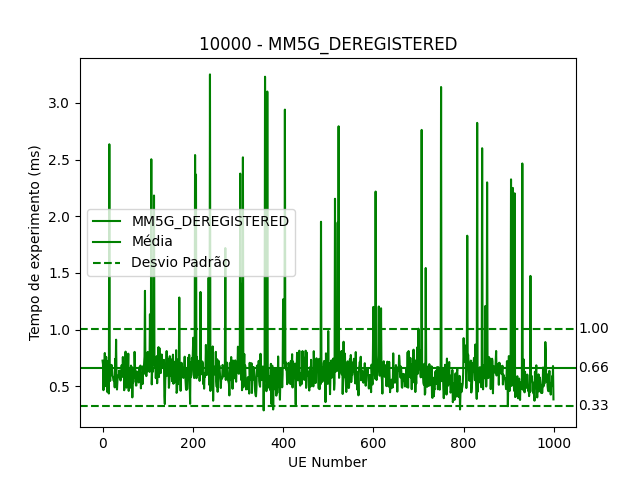 10000 - MM5G_DEREGISTERED
Tempo de experimento (ms)
3.0
2.5
2.0
1.5
1.0
0.5
MM5G_DEREGISTERED
Média
Desvio Padrão
1.00
0.66
0.33
0
200
400
600
800
1000
UE Number